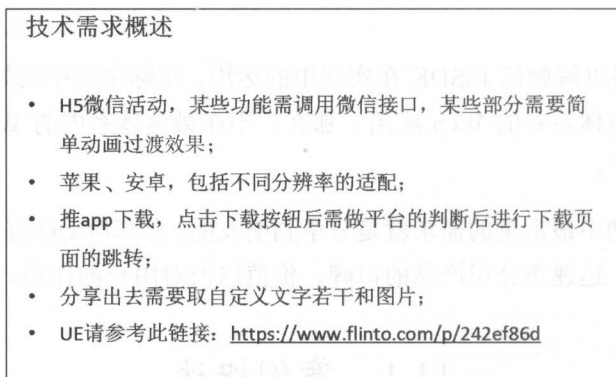 技术需求概述
• H5微信活动，某些功能需调用微信接口，某些部分需要简
单动画过渡效果；
• 苹果、安卓，包括不同分辨率的适配；
• 推app下载，点击下载按钮后需做平台的判断后进行下载页
面的跳转；
• 分享出去需要取自定义文字若干和图片；
• UE请参考此链接：https://www.flinto.com/p/242ef86d